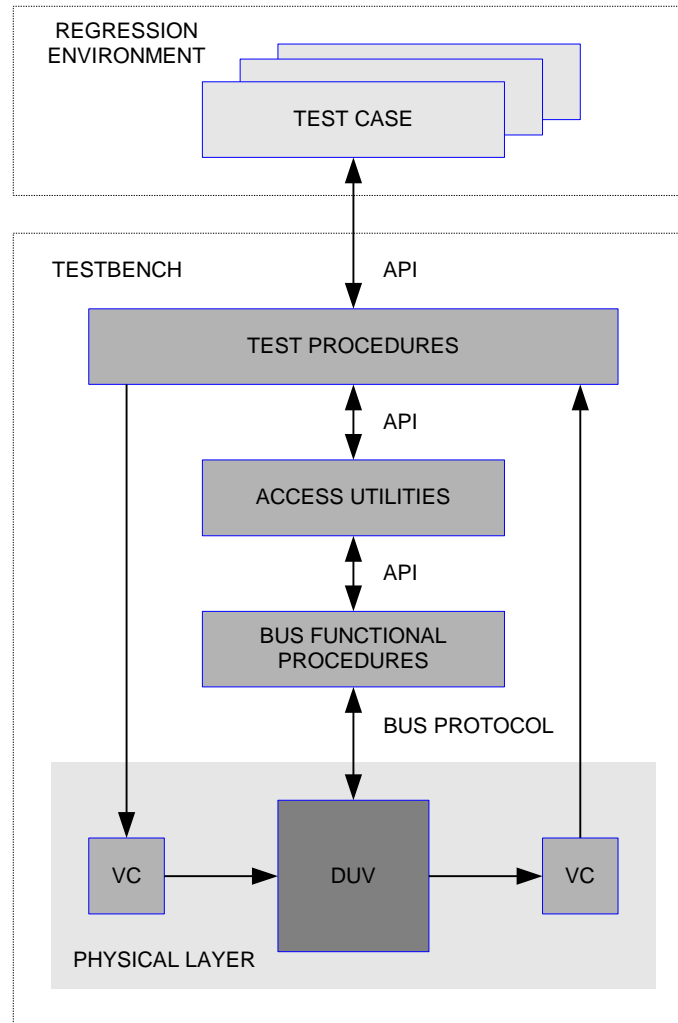 REGRESSION
ENVIRONMENT
TEST CASE
TESTBENCH
API
TEST PROCEDURES
API
ACCESS UTILITIES
API
BUS FUNCTIONAL
PROCEDURES
BUS PROTOCOL
VC
DUV
VC
PHYSICAL LAYER